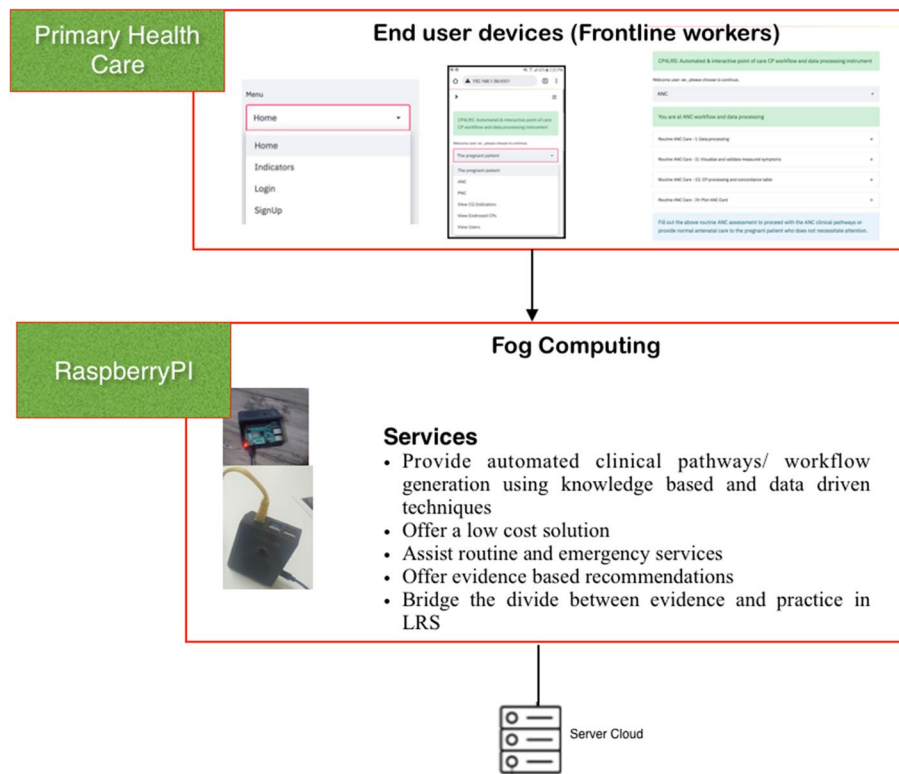 Primary Health
Care
End user devices (Frontline workers)
Menu
Home
Home
Indicators
Login
SignUp
CP4LRS: Automated & interactive point of care
CP workflow and data processing instrument
Welcome user: , please choose to continue.
The pregnant patient
The pregnant patient
ANC
PNC
View CQ Indicators
View Endrosed CPs
View Users
CP4LRS: Automated & interactive point of care CP workflow and data processing instrument
Welcome user: , please choose to continue.
ANC
You are at ANC workflow and data processing
Routine ANC Care - I: Data processing
Routine ANC Care - II: Visualize and validate measured symptoms
Routine ANC Care - III: CP processing and concordance table
Routine ANC Care - IV: Plot ANC Card
Fill out the above routine ANC assessment to proceed with the ANC clinical pathways or
provide normal antenatal care to the pregnant patient who does not necessitate attention.
RaspberryPI
Fog Computing
Services
• Provide automated clinical pathways/ workflow
generation using knowledge based and data driven
techniques
• Offer a low cost solution
• Assist routine and emergency services
• Offer evidence based recommendations
• Bridge the divide between evidence and practice in
LRS
Server Cloud